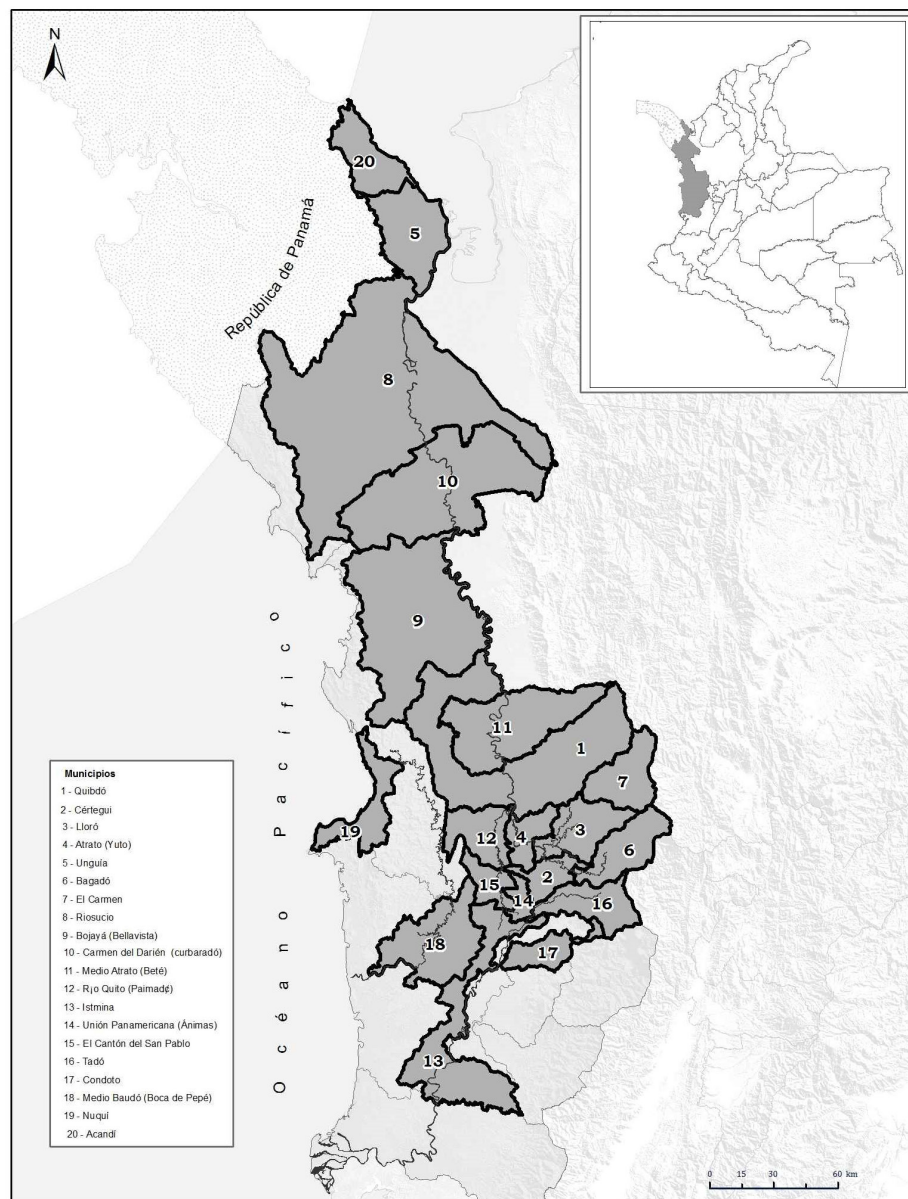 N
República de Panamá
Océano Pacífico
20
5
8
10
9
11
1
7
19
12
4
3
6
15
2
14
16
18
17
13
Municipios
1 - Quibdó
2 - Cértegui
3 - Lloró
4 - Atrato (Yuto)
5 - Unguía
6 - Bagadó
7 - El Carmen
8 - Riosucio
9 - Bojayá (Bellavista)
10 - Carmen del Darién (curbaradó)
11 - Medio Atrato (Beté)
12 - R¡o Quito (Paimad¢)
13 - Istmina
14 - Unión Panamericana (Ánimas)
15 - El Cantón del San Pablo
16 - Tadó
17 - Condoto
18 - Medio Baudó (Boca de Pepé)
19 - Nuquí
20 - Acandí
0 15 30 60 km